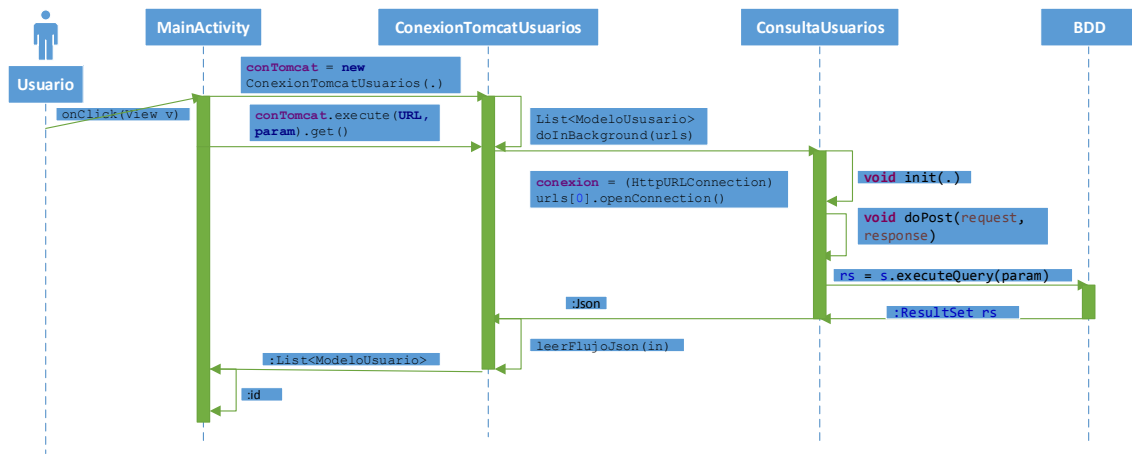 MainActivity
ConexionTomcatUsuarios
ConsultaUsuarios
BDD
Usuario
conTomcat = new
ConexionTomcatUsuarios(.)
onClick(View v)
conTomcat.execute(URL,
param).get()
List<ModeloUsusario>
doInBackground(urls)
conexion = (HttpURLConnection)
urls[0].openConnection()
void init(.)
void doPost(request,
response)
rs = s.executeQuery(param)
:Json
:ResultSet rs
leerFlujoJson(in)
:List<ModeloUsuario>
:id